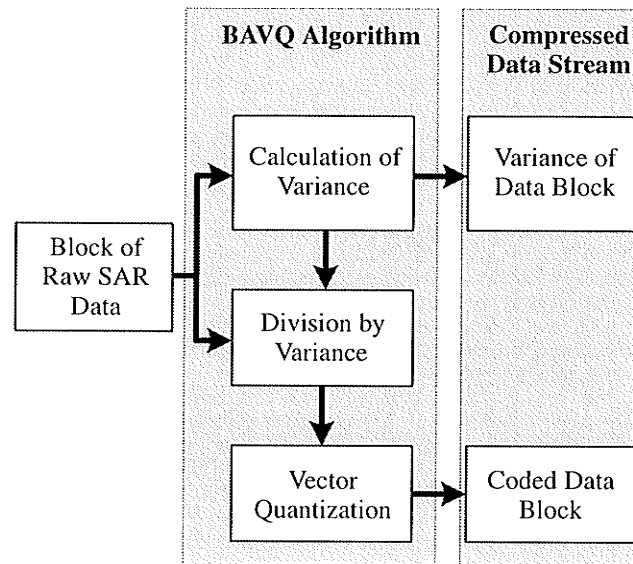 BAVQ Algorithm
Compressed
Data Stream
Calculation of
Variance
Variance of
Data Block
Block of
Raw SAR
Data
Division by
Variance
Vector
Quantization
Coded Data
Block